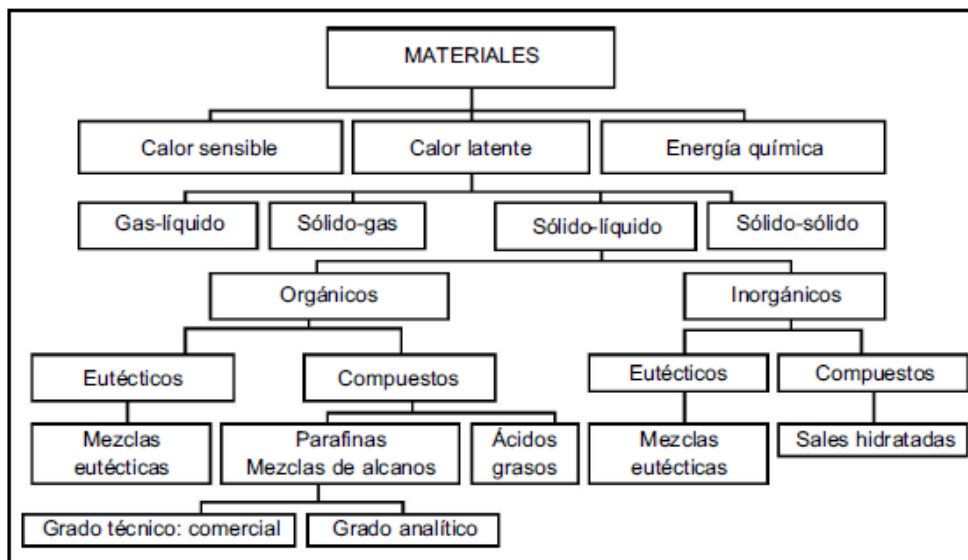 MATERIALES
Calor sensible
Calor latente
Energía química
Gas-líquido
Sólido-gas
Sólido-líquido
Sólido-sólido
Orgánicos
Inorgánicos
Eutécticos
Compuestos
Eutécticos
Compuestos
Mezclas
eutécticas
Parafinas
Mezclas de alcanos
Ácidos
grasos
Mezclas
eutécticas
Sales hidratadas
Grado técnico: comercial
Grado analítico